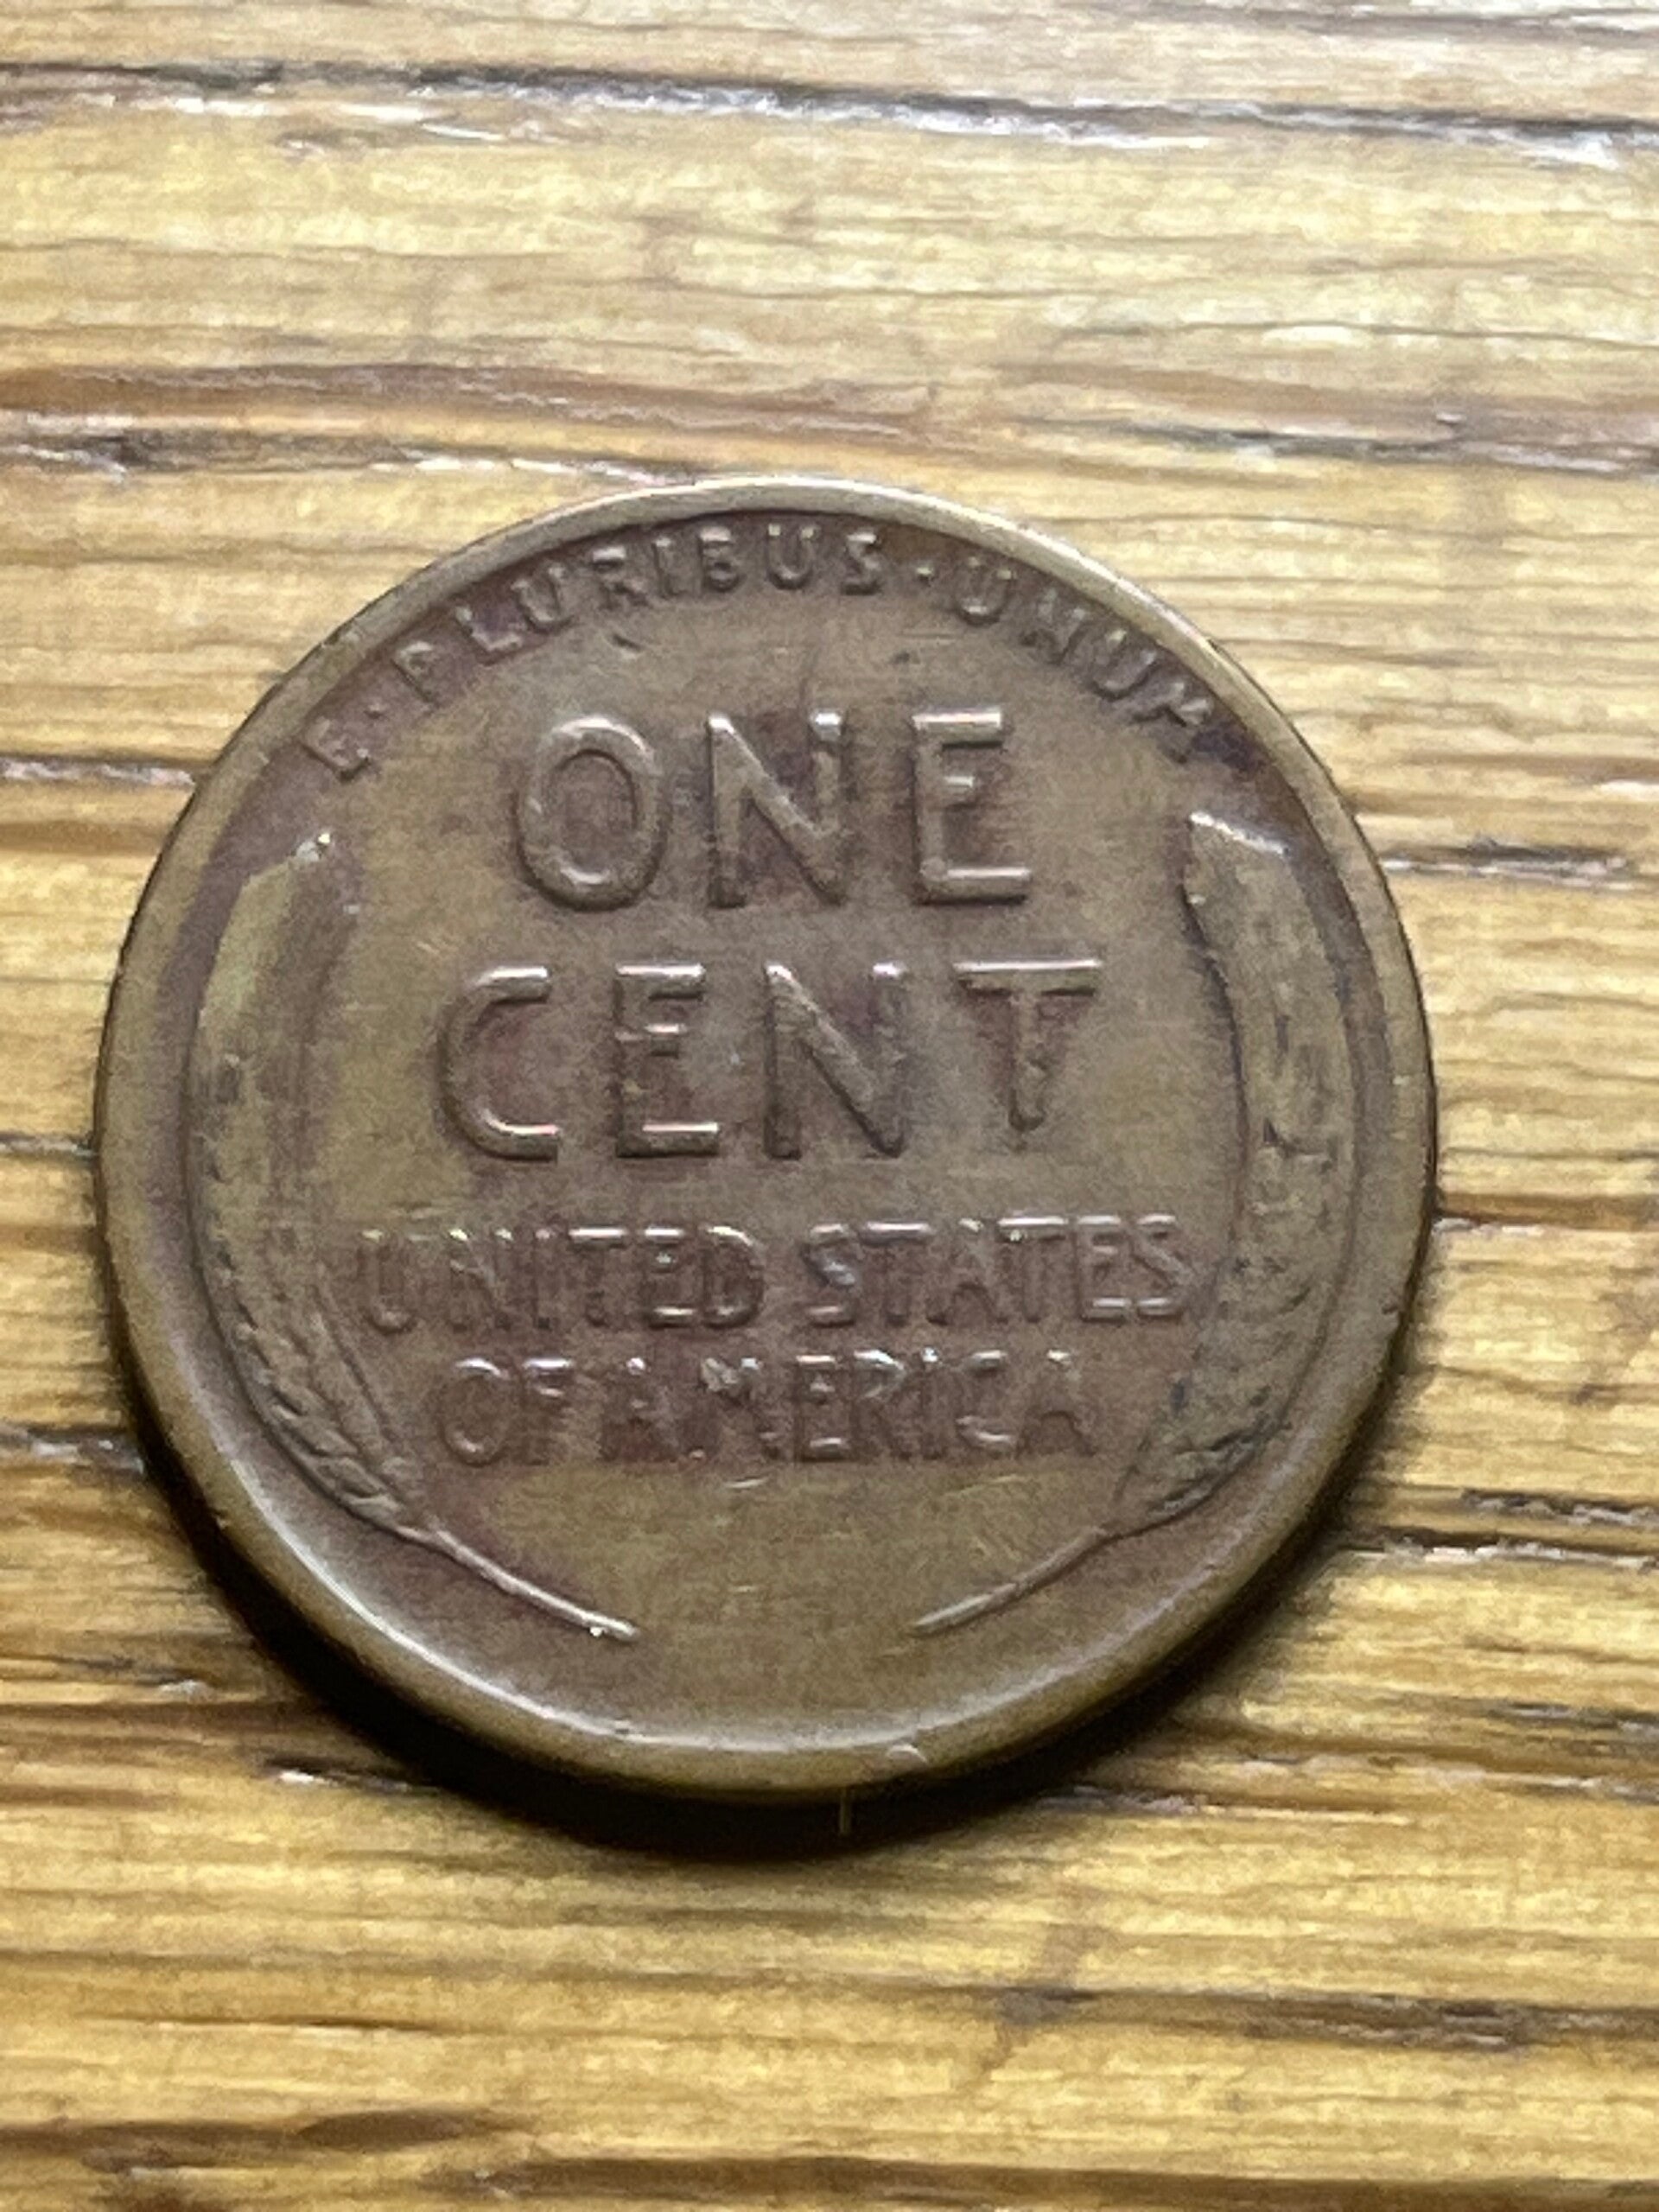 E·PLURIBUS·UNUM
ONE
CENT
UNITED STATES
OF AMERICA